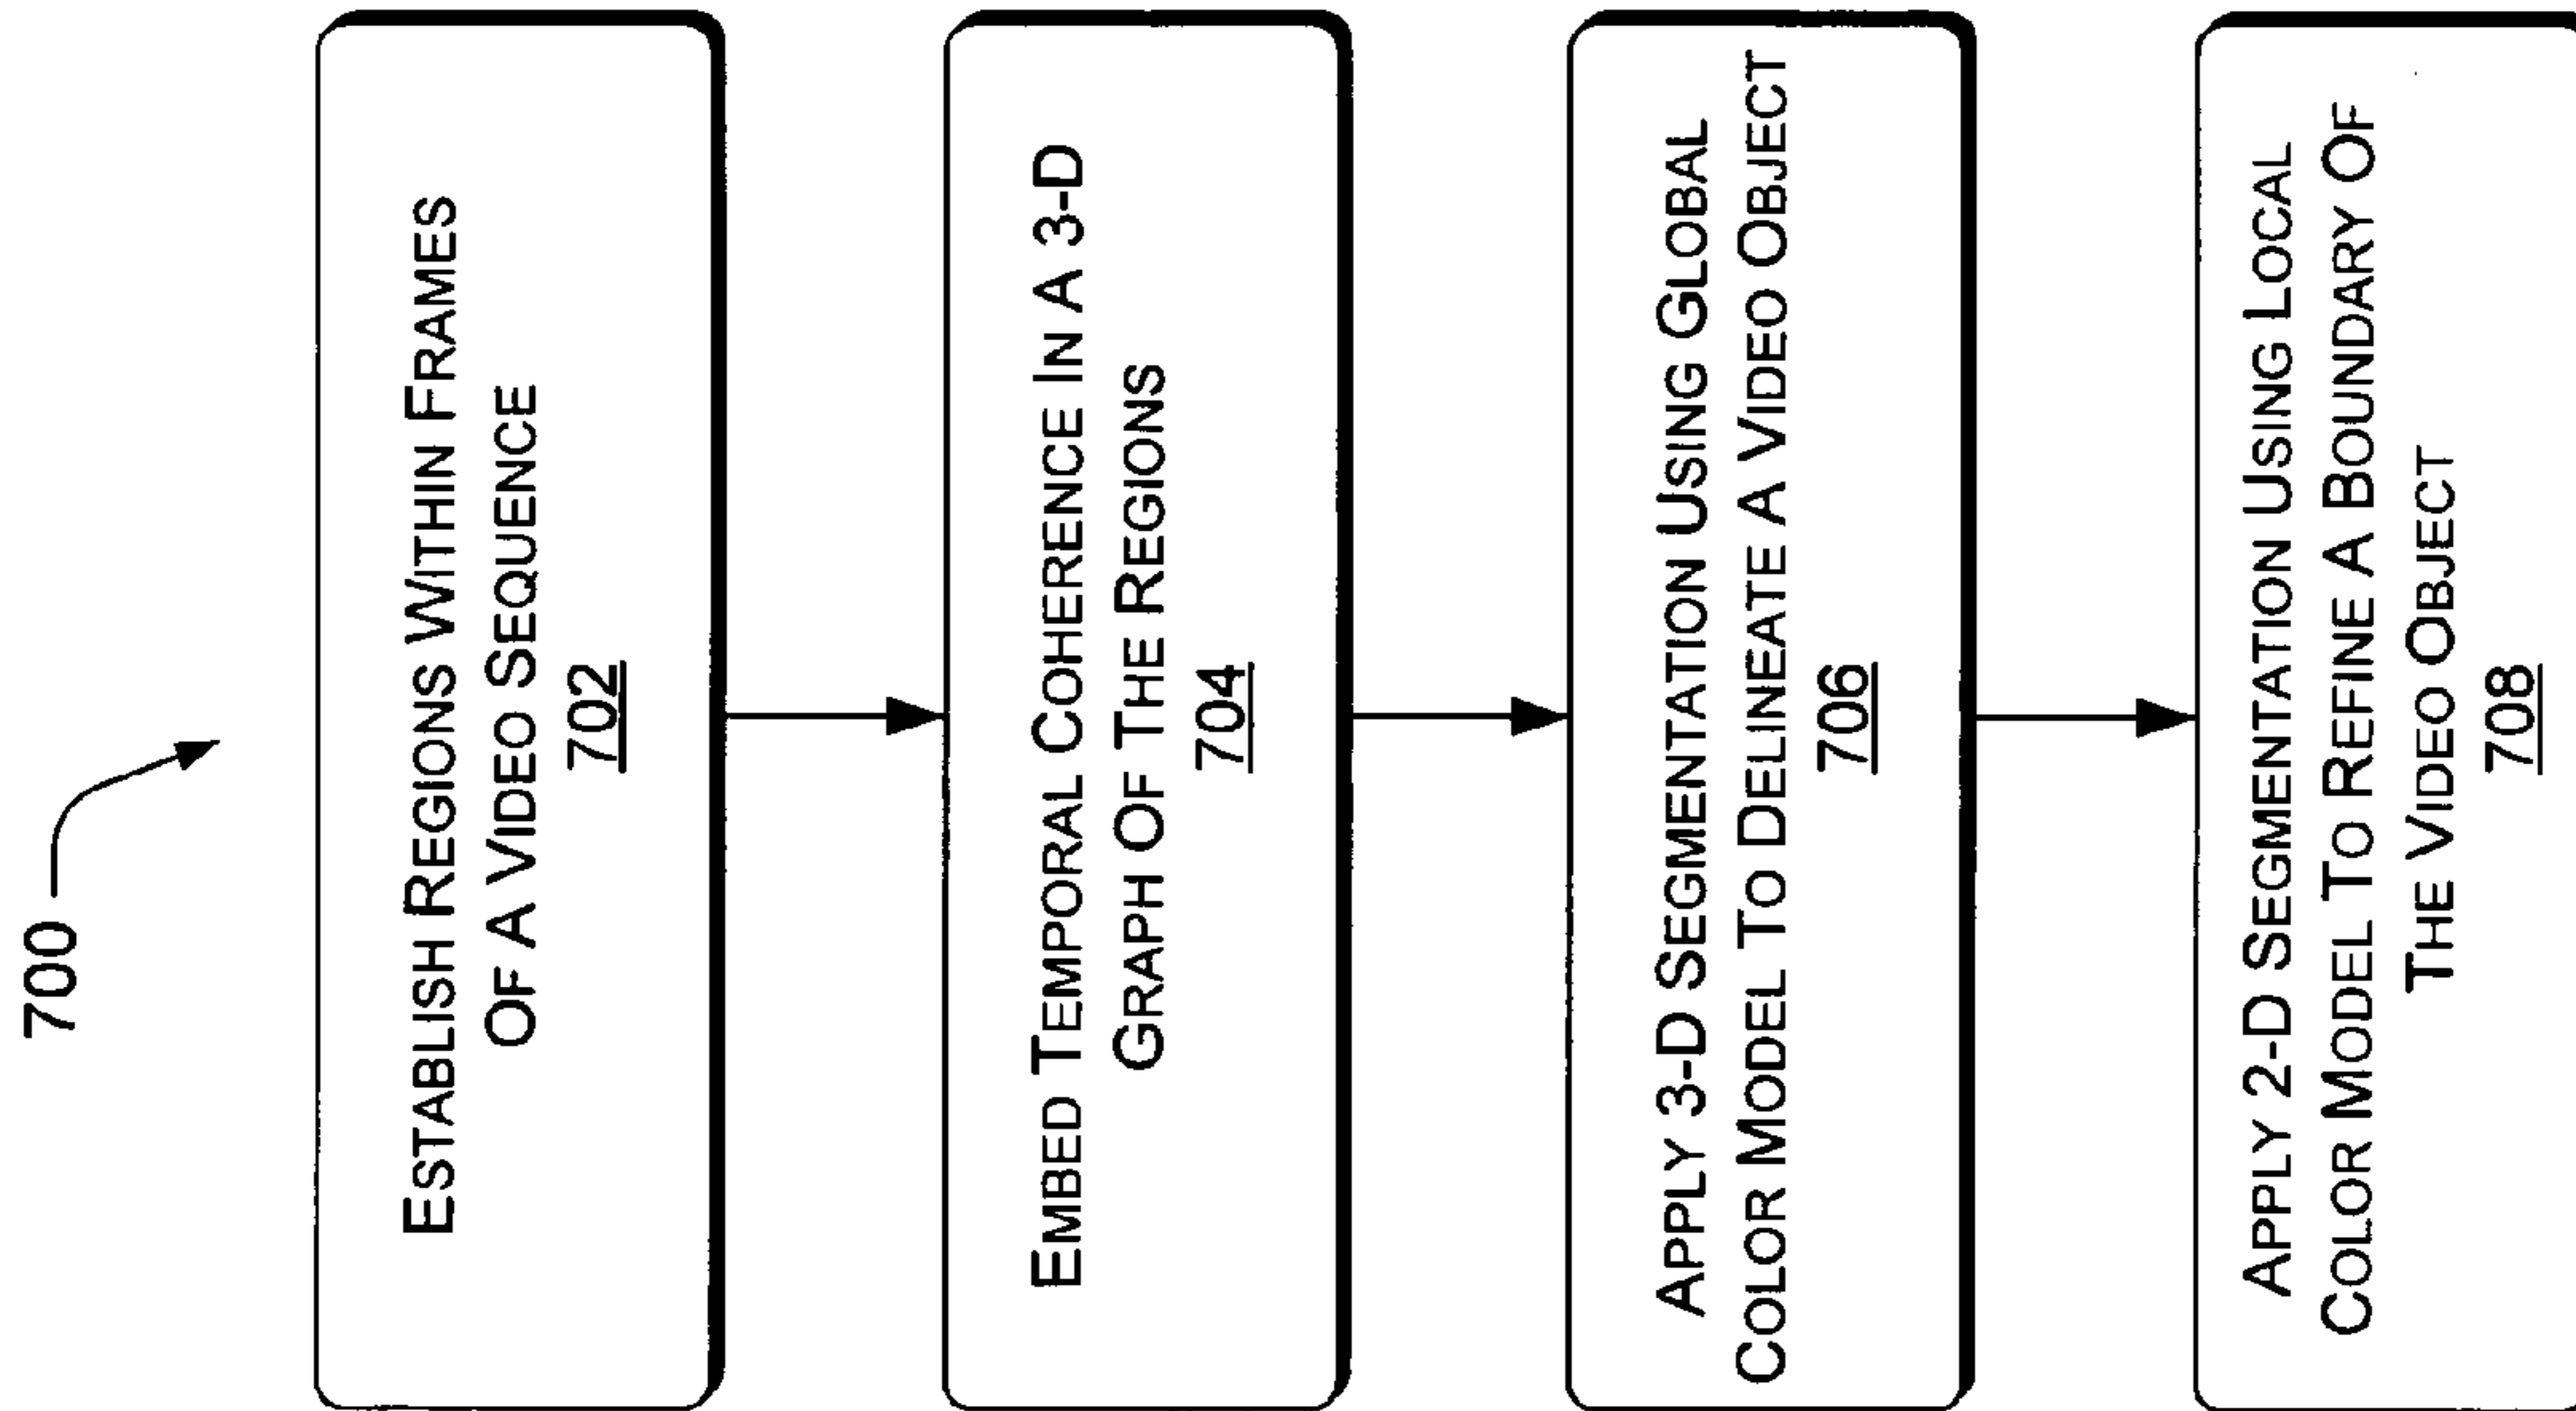 700
ESTABLISH REGIONS WITHIN FRAMES
OF A VIDEO SEQUENCE
702
EMBED TEMPORAL COHERENCE IN A 3-D
GRAPH OF THE REGIONS
704
APPLY 3-D SEGMENTATION USING GLOBAL
COLOR MODEL TO DELINEATE A VIDEO OBJECT
706
APPLY 2-D SEGMENTATION USING LOCAL
COLOR MODEL TO REFINE A BOUNDARY OF
THE VIDEO OBJECT
708